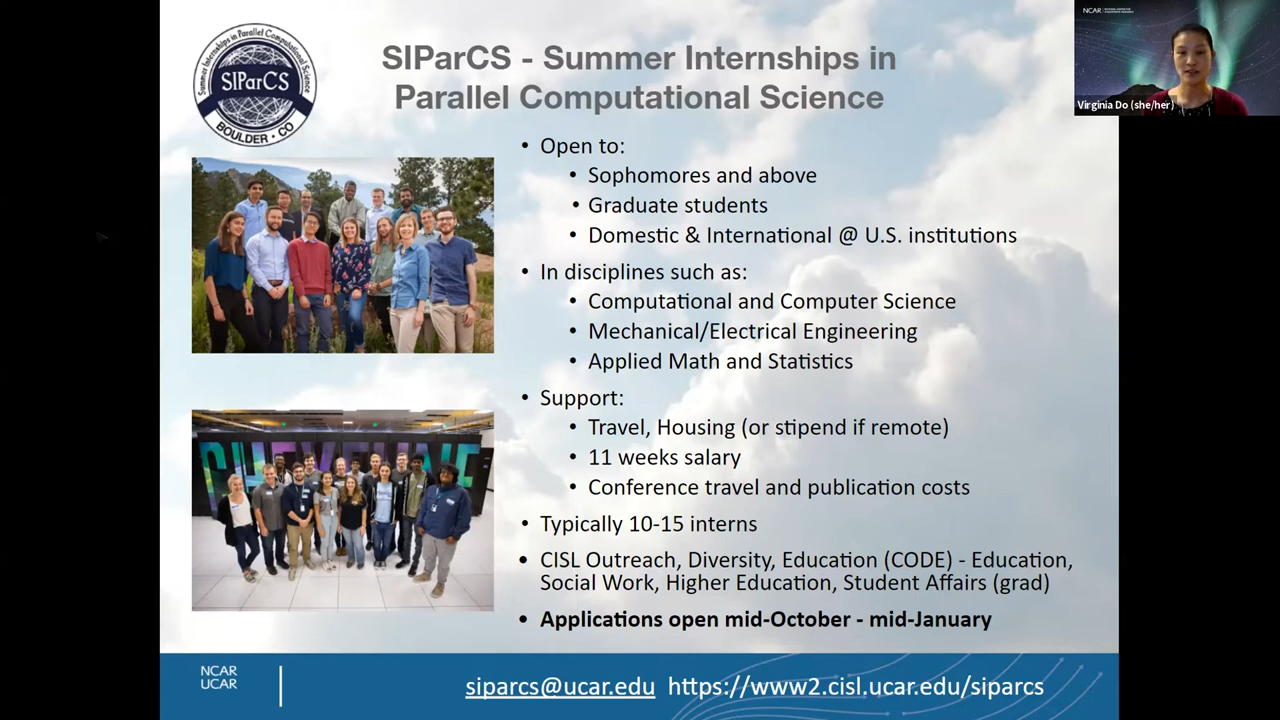 SIParCS - Summer Internships in
Parallel Computational Science
Summer Internships in Parallel Computational Science
SIParCS
BOULDER • CO
• Open to:
• Sophomores and above
• Graduate students
• Domestic & International @ U.S. institutions
• In disciplines such as:
• Computational and Computer Science
• Mechanical/Electrical Engineering
• Applied Math and Statistics
• Support:
• Travel, Housing (or stipend if remote)
• 11 weeks salary
• Conference travel and publication costs
• Typically 10-15 interns
• CISL Outreach, Diversity, Education (CODE) - Education,
Social Work, Higher Education, Student Affairs (grad)
• Applications open mid-October - mid-January
NCAR
UCAR
siparcs@ucar.edu https://www2.cisl.ucar.edu/siparcs
NCAR
Virginia Do (she/her)